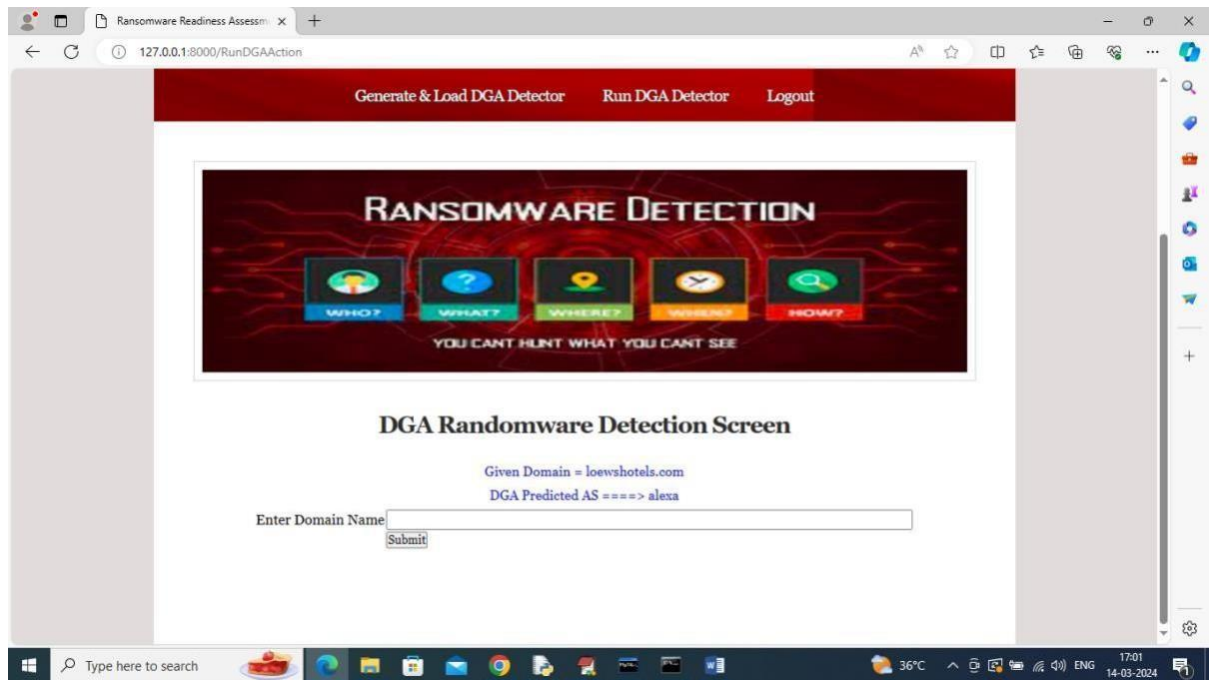 Ransomware Readiness Assessm
127.0.0.1:8000/RunDGAAction
Generate & Load DGA Detector Run DGA Detector Logout
RANSOMWARE DETECTION
WHO? WHAT? WHERE? WHEN? HOW?
YOU CANT HUNT WHAT YOU CANT SEE
DGA Randomware Detection Screen
Given Domain = loewshotels.com
DGA Predicted AS ====> alexa
Enter Domain Name
Submit
Type here to search 36°C ENG 17:01
14-03-2024